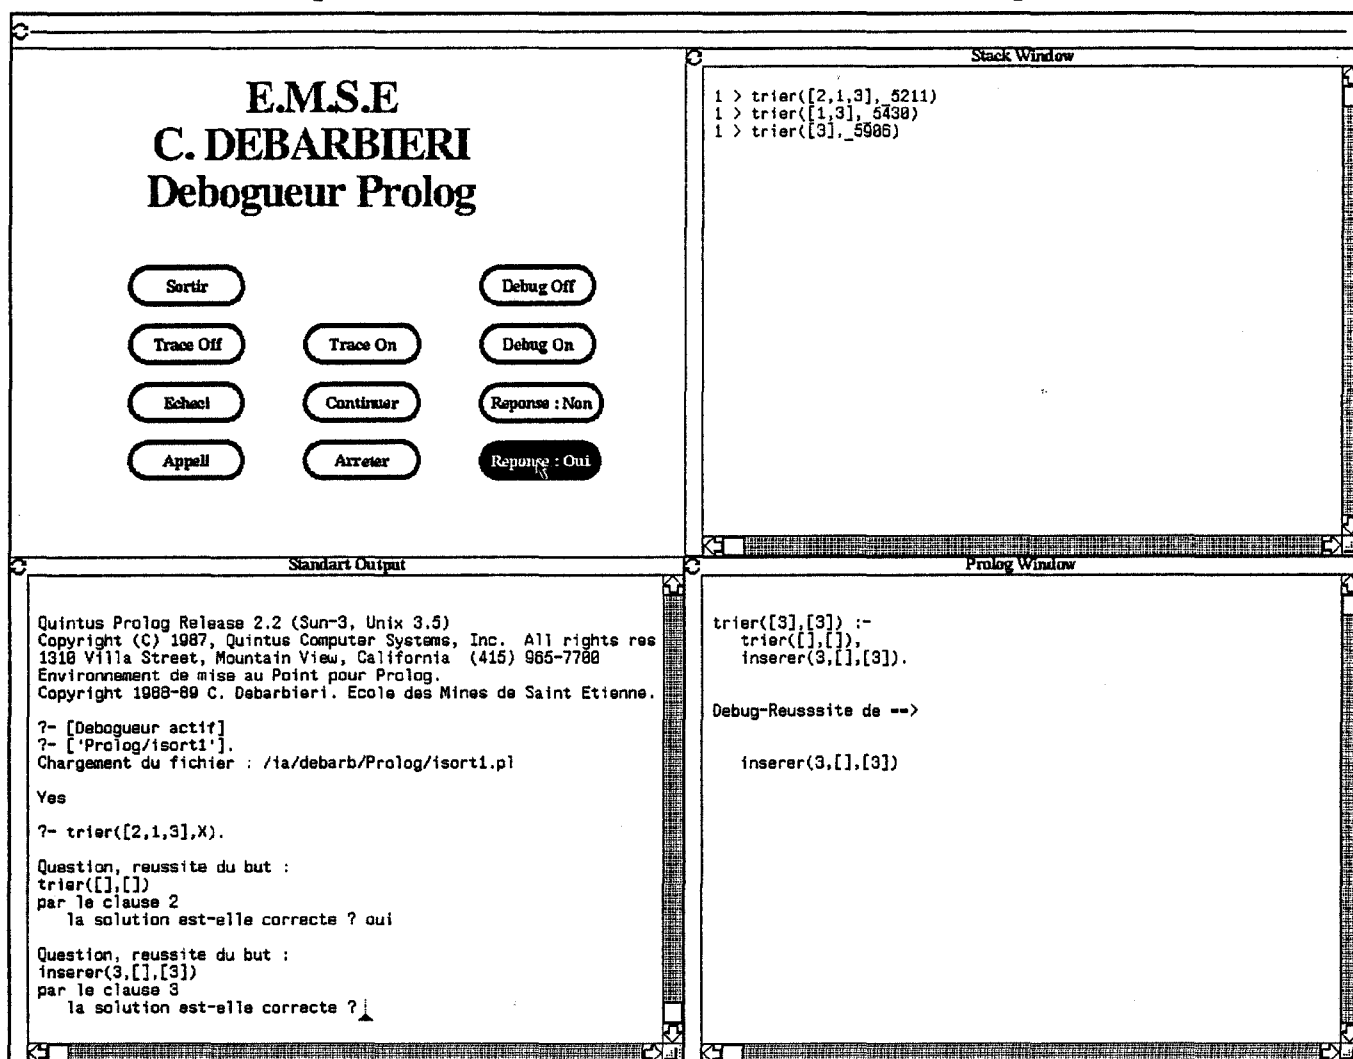 E.M.S.E
C. DEBARBIERI
Debogueur Prolog
Sortir
Debug Off
Trace Off
Trace On
Debug On
Echec!
Continuer
Reponse : Non
Appell
Arreter
Reponse : Oui
Stack Window
1 > trier([2,1,3],_5211)
1 > trier([1,3],_5430)
1 > trier([3],_5906)
Standart Output
Quintus Prolog Release 2.2 (Sun-3, Unix 3.5)
Copyright (C) 1987, Quintus Computer Systems, Inc.  All rights res
1310 Villa Street, Mountain View, California  (415) 965-7700
Environnement de mise au Point pour Prolog.
Copyright 1988-89 C. Debarbieri. Ecole des Mines de Saint Etienne.
?- [Debogueur actif]
?- ['Prolog/isort1'].
Chargement du fichier : /ia/debarb/Prolog/isort1.pl
Yes
?- trier([2,1,3],X).
Question, reussite du but :
trier([],[])
par le clause 2
la solution est-elle correcte ? oui
Question, reussite du but :
inserer(3,[],[3])
par le clause 3
la solution est-elle correcte ?
Prolog Window
trier([3],[3]) :-
trier([],[]),
inserer(3,[],[3]).
Debug-Reusssite de ==>
inserer(3,[],[3])